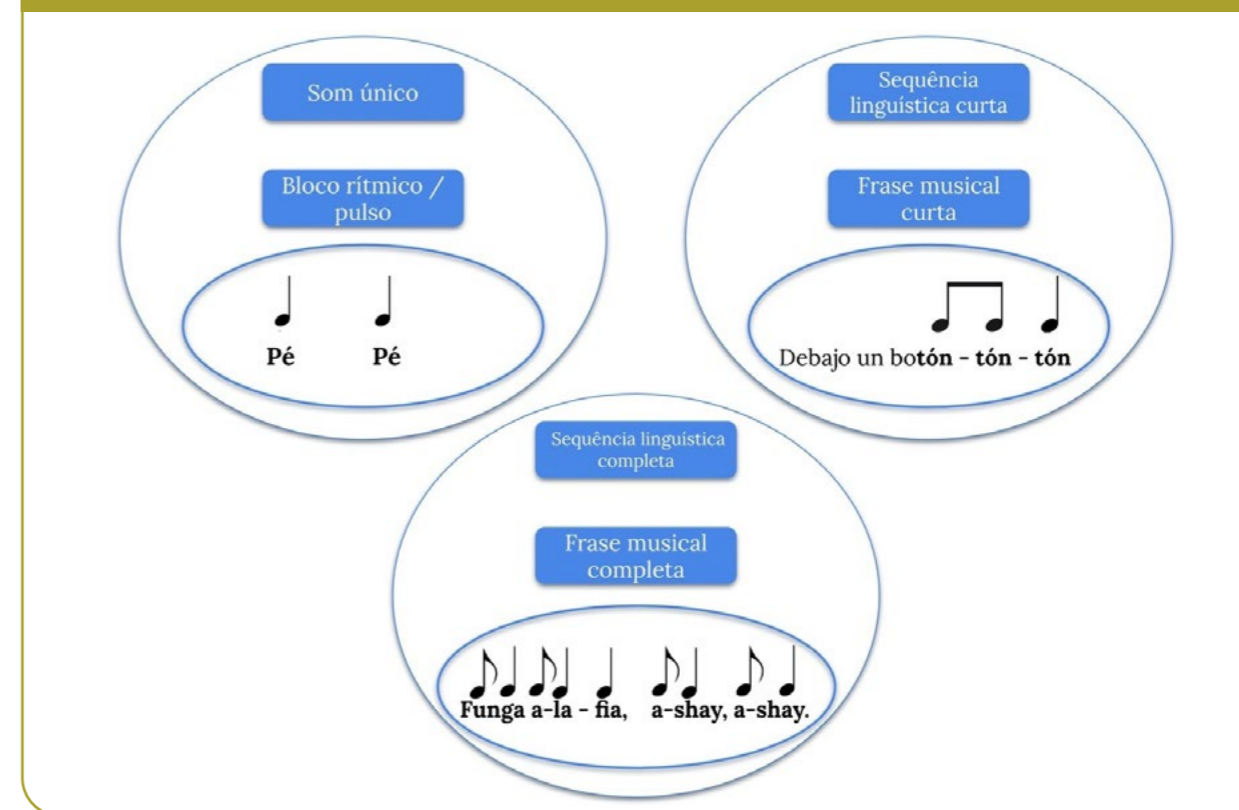 Som único
Bloco rítmico /
pulso
Pé Pé
Sequência
linguística curta
Frase musical
curta
Debajo un botón - tón - tón
Sequência linguística
completa
Frase musical
completa
Funga a-la - fia, a-shay, a-shay.